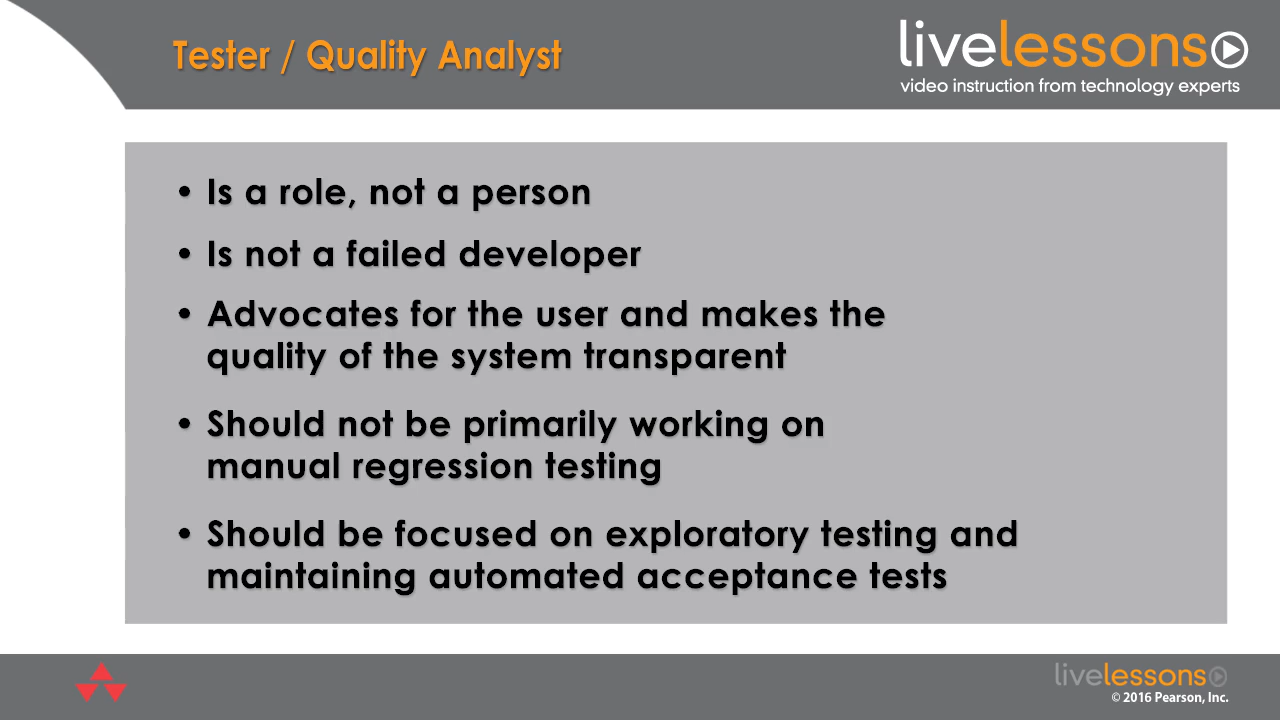 Tester / Quality Analyst
livelessons
video instruction from technology experts
• Is a role, not a person
• Is not a failed developer
• Advocates for the user and makes the
quality of the system transparent
• Should not be primarily working on
manual regression testing
• Should be focused on exploratory testing and
maintaining automated acceptance tests
livelessons
© 2016 Pearson, Inc.